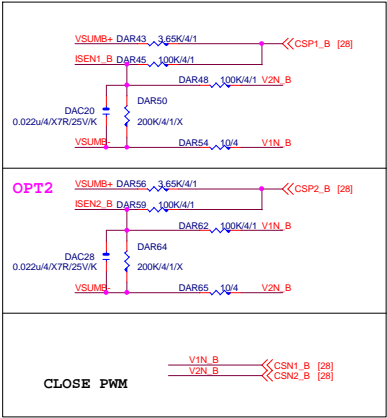 VSUMB+ DAR43 3.65K/4/1 CSP1_B [28]
ISEN1_B DAR45 100K/4/1
DAR48 100K/4/1 V2N_B
DAC20 DAR50
0.022u/4/X7R/25V/K 200K/4/1/X
VSUMB- DAR54 10/4 V1N_B
OPT2 VSUMB+ DAR56 3.65K/4/1 CSP2_B [28]
ISEN2_B DAR59 100K/4/1
DAR62 100K/4/1 V1N_B
DAC28 DAR64
0.022u/4/X7R/25V/K 200K/4/1/X
VSUMB- DAR65 10/4 V2N_B
V1N_B CSN1_B [28]
V2N_B CSN2_B [28]
CLOSE PWM